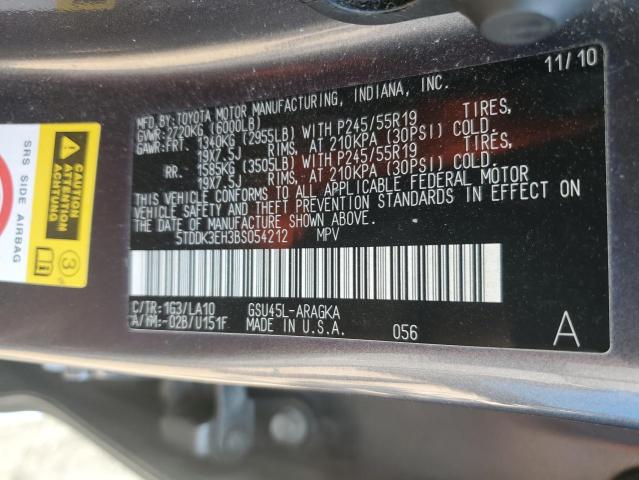 11/10
MFD.BY:TOYOTA MOTOR MANUFACTURING, INDIANA, INC.
GVWR:2720KG (6000LB)
GAWR:FRT. 1340KG (2955LB) WITH P245/55R19 TIRES,
19X7.5J RIMS, AT 210KPA (30PSI) COLD.
RR. 1585KG (3505LB) WITH P245/55R19 TIRES,
19X7.5J RIMS, AT 210KPA (30PSI) COLD.
THIS VEHICLE CONFORMS TO ALL APPLICABLE FEDERAL MOTOR
VEHICLE SAFETY AND THEFT PREVENTION STANDARDS IN EFFECT ON
THE DATE OF MANUFACTURE SHOWN ABOVE.
5TDDK3EH3BS054212 MPV
C/TR:1G3/LA10 GSU45L-ARAGKA
A/TM:-02B/U151F MADE IN U.S.A. 056
A
CAUTION
ATTENTION
ACHTUNG
SRS SIDE AIRBAG
3